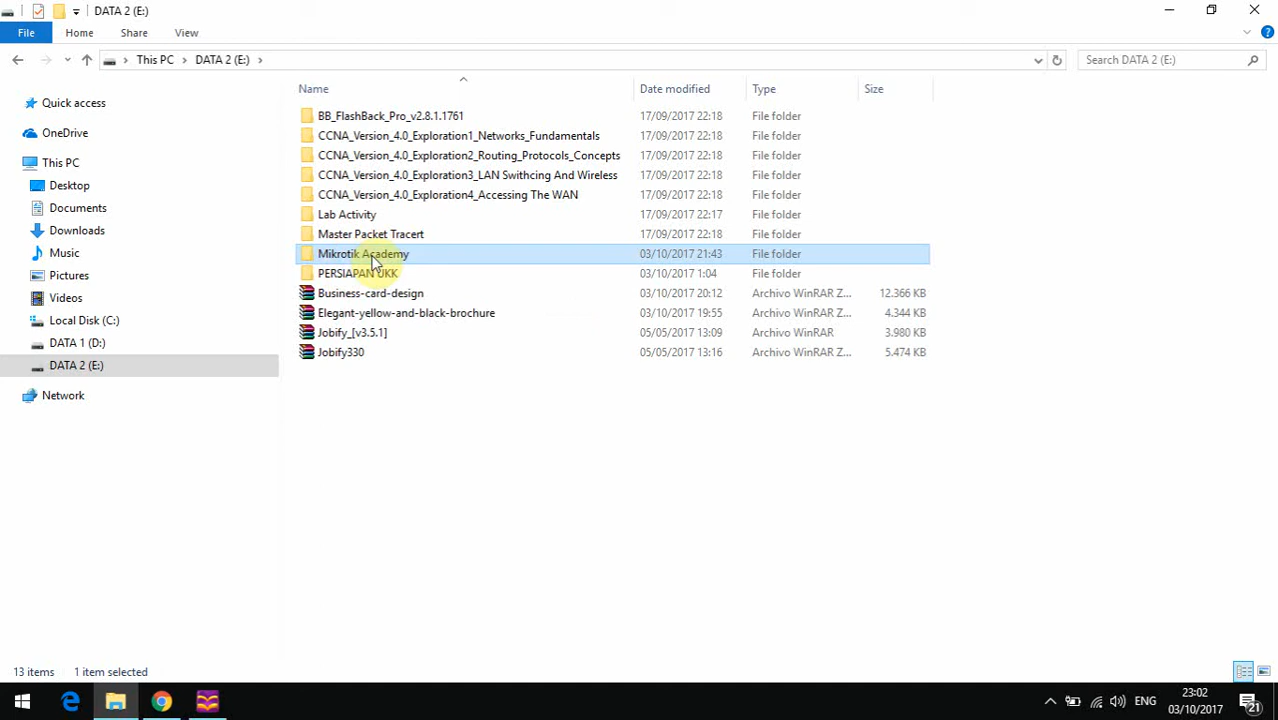 DATA 2 (E:)
File Home Share View
This PC DATA 2 (E:) Search DATA 2 (E:)
Name Date modified Type Size
Quick access
OneDrive
This PC
Desktop
Documents
Downloads
Music
Pictures
Videos
Local Disk (C:)
DATA 1 (D:)
DATA 2 (E:)
Network
BB_FlashBack_Pro_v2.8.1.1761 17/09/2017 22:18 File folder
CCNA_Version_4.0_Exploration1_Networks_Fundamentals 17/09/2017 22:18 File folder
CCNA_Version_4.0_Exploration2_Routing_Protocols_Concepts 17/09/2017 22:18 File folder
CCNA_Version_4.0_Exploration3_LAN Swithcing And Wireless 17/09/2017 22:18 File folder
CCNA_Version_4.0_Exploration4_Accessing The WAN 17/09/2017 22:18 File folder
Lab Activity 17/09/2017 22:17 File folder
Master Packet Tracert 17/09/2017 22:18 File folder
Mikrotik Academy 03/10/2017 21:43 File folder
PERSIAPAN UKK 03/10/2017 1:04 File folder
Business-card-design 03/10/2017 20:12 Archivo WinRAR Z... 12.366 KB
Elegant-yellow-and-black-brochure 03/10/2017 19:55 Archivo WinRAR Z... 4.344 KB
Jobify_[v3.5.1] 05/05/2017 13:09 Archivo WinRAR 3.980 KB
Jobify330 05/05/2017 13:16 Archivo WinRAR Z... 5.474 KB
13 items 1 item selected
ENG 23:02
03/10/2017 21